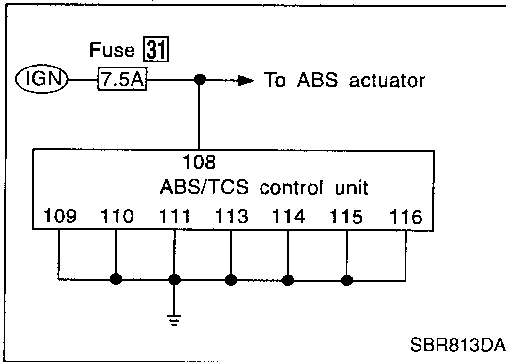 Fuse 31
IGN 7.5A To ABS actuator
108
ABS/TCS control unit
109 110 111 113 114 115 116
SBR813DA